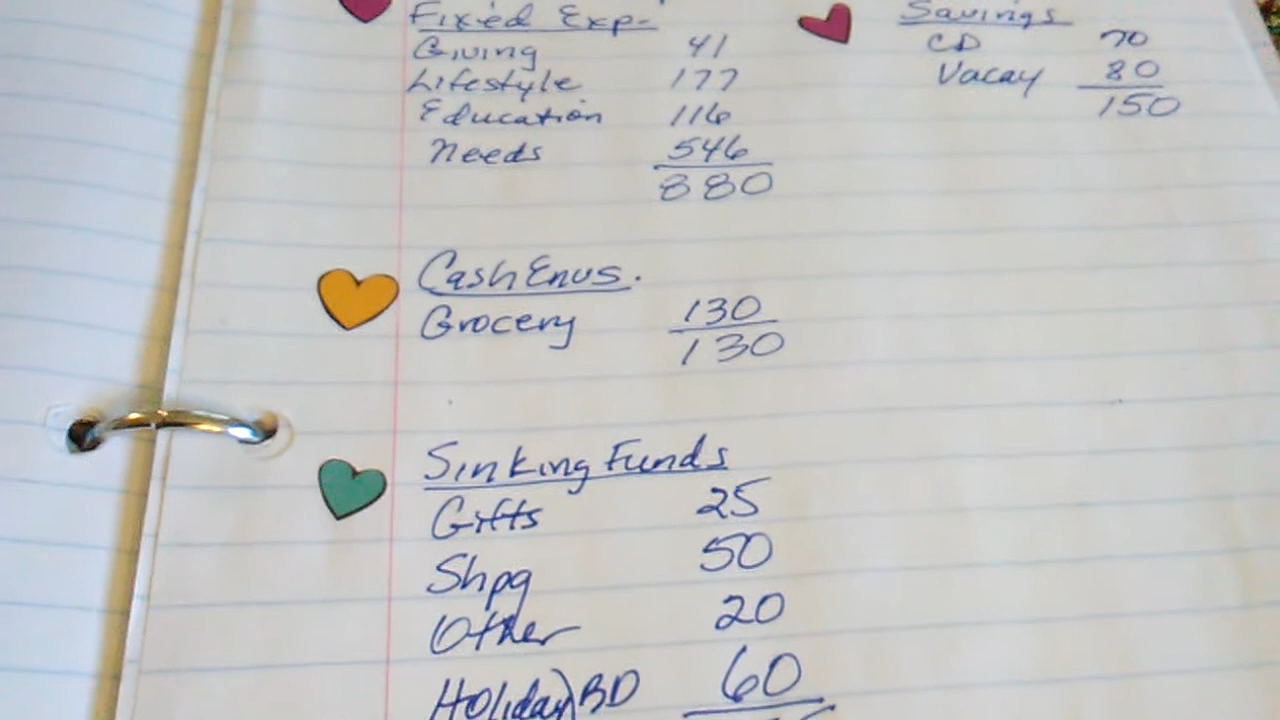 Fixed Exp-
Giving 41
Lifestyle 177
Education 116
Needs 546
880
Savings
CD 70
Vacay 80
150
Cash Envs.
Grocery 130
130
Sinking Funds
Gifts 25
Shpg 50
Other 20
Holiday/BD 60